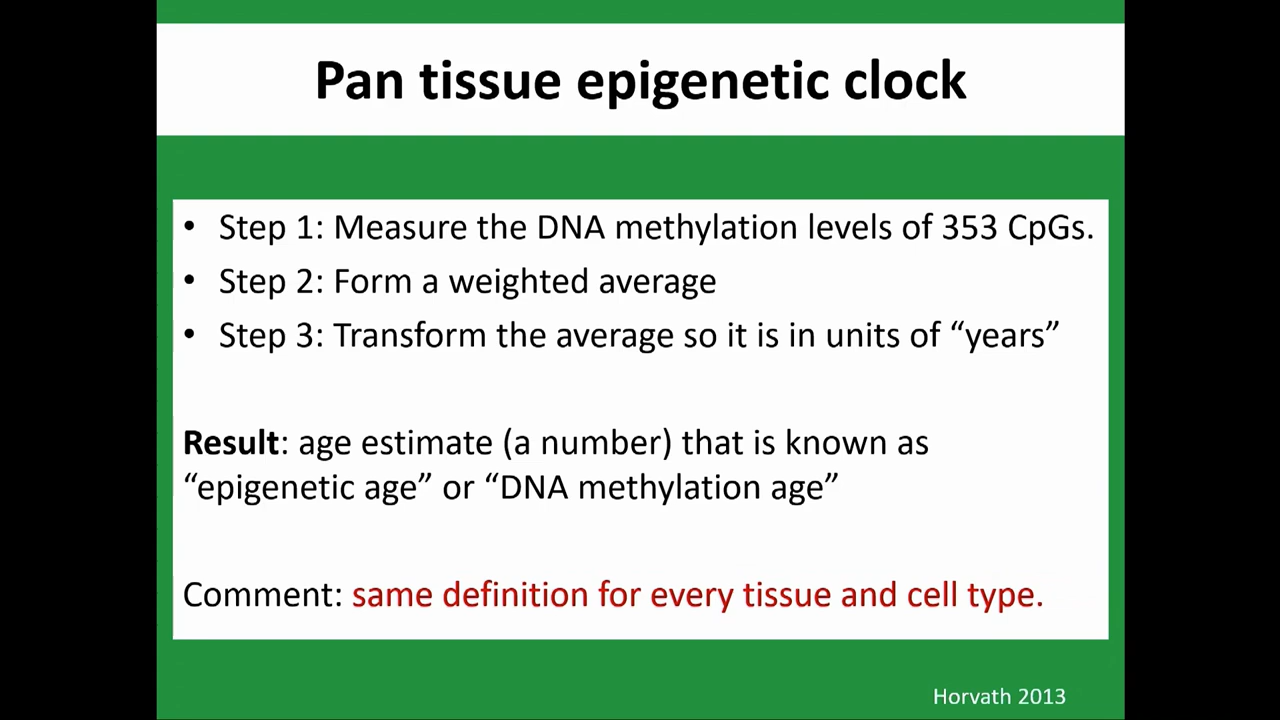 Pan tissue epigenetic clock
• Step 1: Measure the DNA methylation levels of 353 CpGs.
• Step 2: Form a weighted average
• Step 3: Transform the average so it is in units of “years”
Result: age estimate (a number) that is known as
“epigenetic age” or “DNA methylation age”
Comment: same definition for every tissue and cell type.
Horvath 2013